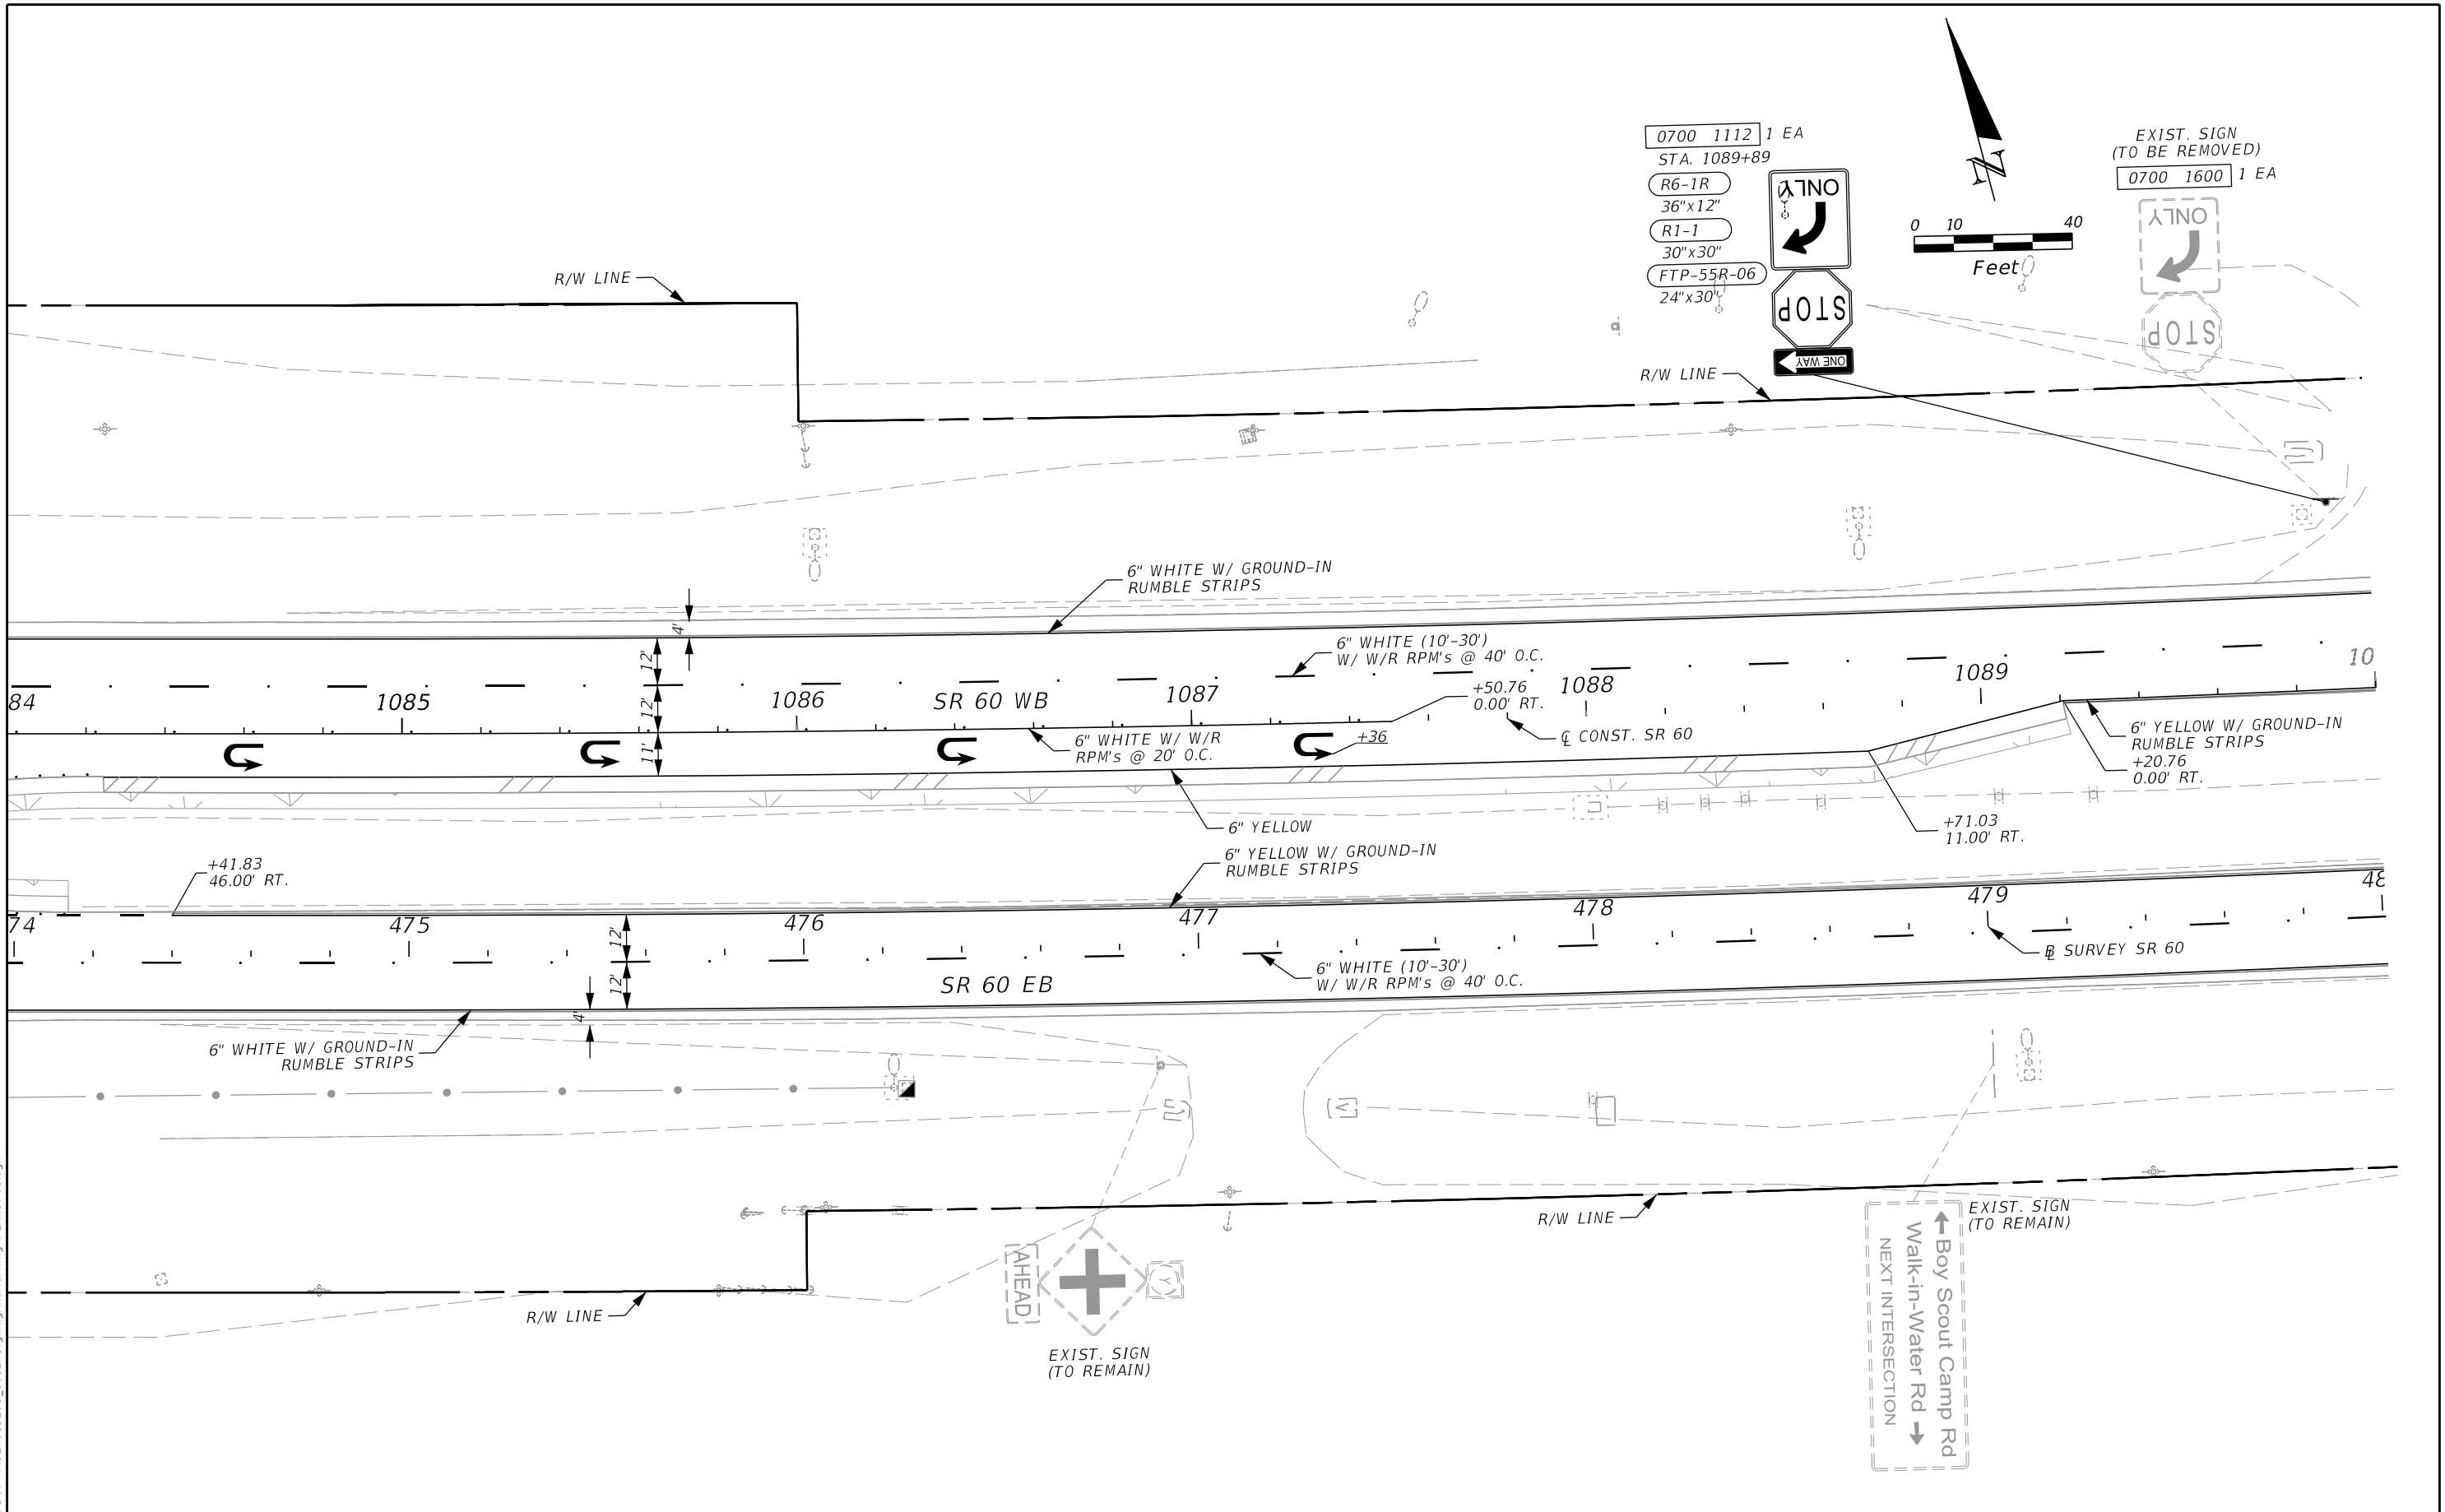 0700 1112 1 EA
STA. 1089+89
R6-1R
36"x12"
R1-1
30"x30"
FTP-55R-06
24"x30"
ONLY
STOP
ONE WAY
N
0 10 40
Feet
EXIST. SIGN
(TO BE REMOVED)
0700 1600 1 EA
ONLY
STOP
R/W LINE
R/W LINE
6" WHITE W/ GROUND-IN
RUMBLE STRIPS
4'
12'
12'
11'
6" WHITE (10'-30')
W/ W/R RPM's @ 40' O.C.
84
1085
1086
SR 60 WB
1087
1088
1089
10
+50.76
0.00' RT.
℄ CONST. SR 60
6" WHITE W/ W/R
RPM's @ 20' O.C.
+36
6" YELLOW W/ GROUND-IN
RUMBLE STRIPS
+20.76
0.00' RT.
6" YELLOW
+71.03
11.00' RT.
6" YELLOW W/ GROUND-IN
RUMBLE STRIPS
+41.83
46.00' RT.
74
475
476
477
478
479
48
12'
12'
4'
SR 60 EB
6" WHITE (10'-30')
W/ W/R RPM's @ 40' O.C.
BL SURVEY SR 60
6" WHITE W/ GROUND-IN
RUMBLE STRIPS
R/W LINE
R/W LINE
AHEAD
Y
EXIST. SIGN
(TO REMAIN)
EXIST. SIGN
(TO REMAIN)
Boy Scout Camp Rd
Walk-in-Water Rd
NEXT INTERSECTION